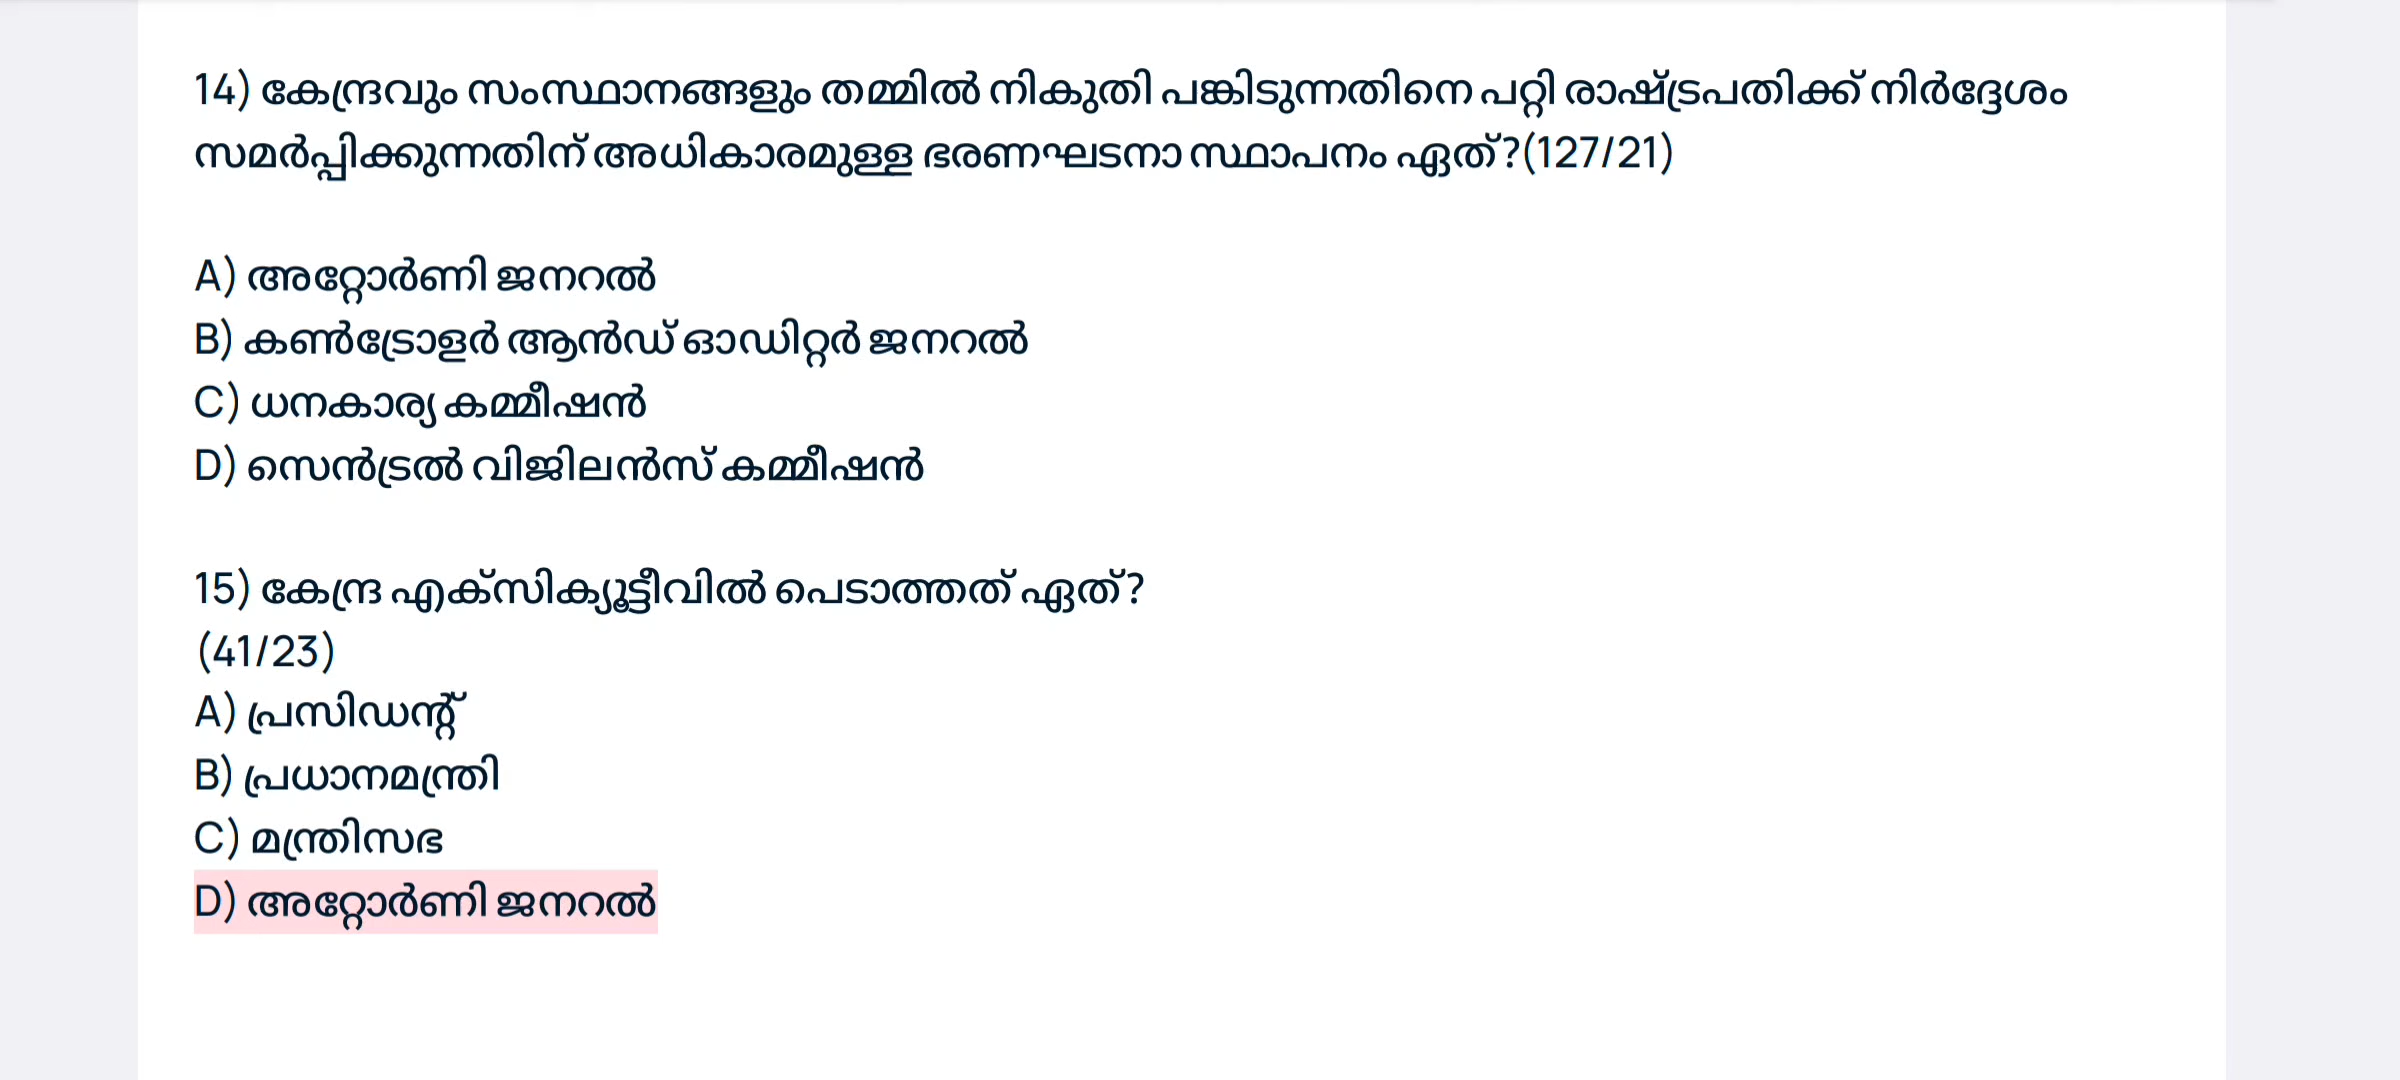 14) കേന്ദ്രവും സംസ്ഥാനങ്ങളും തമ്മിൽ നികുതി പങ്കിടുന്നതിനെ പറ്റി രാഷ്ട്രപതിക്ക് നിർദ്ദേശം
സമർപ്പിക്കുന്നതിന് അധികാരമുള്ള ഭരണഘടനാ സ്ഥാപനം ഏത്?(127/21)
A) അറ്റോർണി ജനറൽ
B) കൺട്രോളർ ആൻഡ് ഓഡിറ്റർ ജനറൽ
C) ധനകാര്യ കമ്മീഷൻ
D) സെൻട്രൽ വിജിലൻസ് കമ്മീഷൻ
15) കേന്ദ്ര എക്സിക്യൂട്ടീവിൽ പെടാത്തത് ഏത്?
(41/23)
A) പ്രസിഡന്റ്
B) പ്രധാനമന്ത്രി
C) മന്ത്രിസഭ
D) അറ്റോർണി ജനറൽ